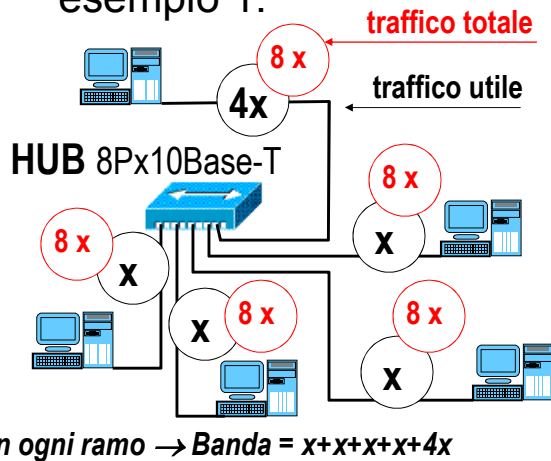 esempio 1:
traffico totale
8 x
4x
traffico utile
HUB 8Px10Base-T
8 x
x
8 x
x
x
8 x
8 x
x
n ogni ramo → Banda = x+x+x+x+4x